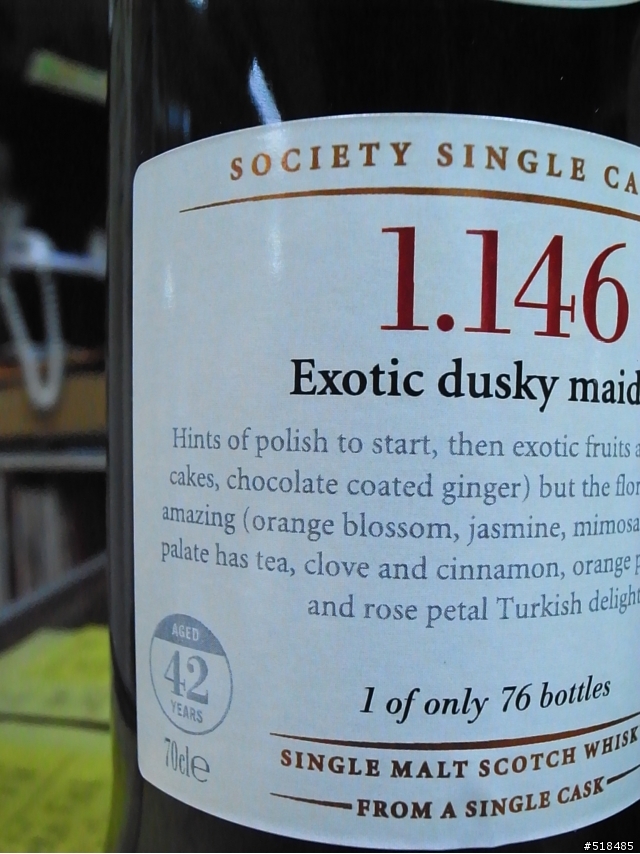 SOCIETY SINGLE CA
1.146
Exotic dusky maid
Hints of polish to start, then exotic fruits a
cakes, chocolate coated ginger) but the flor
amazing (orange blossom, jasmine, mimosa
palate has tea, clove and cinnamon, orange p
and rose petal Turkish delight
AGED
42
YEARS
1 of only 76 bottles
70cl℮
SINGLE MALT SCOTCH WHISK
FROM A SINGLE CASK
#518485